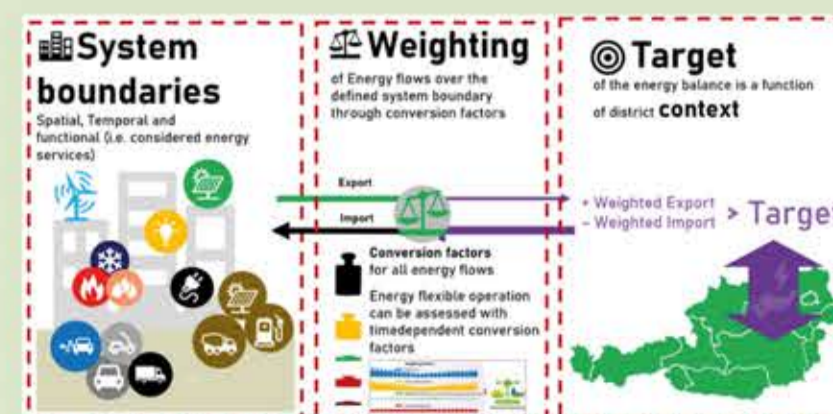 System
boundaries
Spatial, Temporal and
functional (i.e. considered energy
services)
Weighting
of Energy flows over the
defined system boundary
through conversion factors
Export
Import
Conversion factors
for all energy flows
Energy flexible operation
can be assessed with
timedependent conversion
factors
Target
of the energy balance is a function
of district context
+ Weighted Export
- Weighted Import > Target